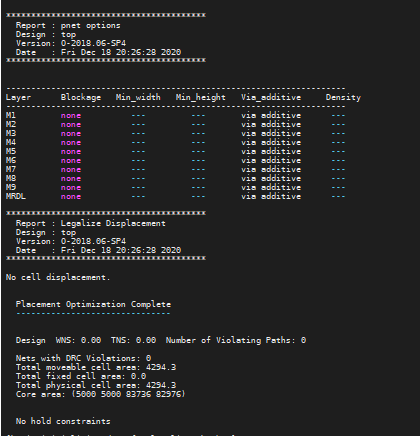 ****************************************
Report : pnet options
Design : top
Version: O-2018.06-SP4
Date   : Fri Dec 18 20:26:28 2020
****************************************
--------------------------------------------------------------------
Layer      Blockage   Min_width   Min_height   Via_additive     Density
--------------------------------------------------------------------
M1         none          ---         ---       via additive      ---
M2         none          ---         ---       via additive      ---
M3         none          ---         ---       via additive      ---
M4         none          ---         ---       via additive      ---
M5         none          ---         ---       via additive      ---
M6         none          ---         ---       via additive      ---
M7         none          ---         ---       via additive      ---
M8         none          ---         ---       via additive      ---
M9         none          ---         ---       via additive      ---
MRDL       none          ---         ---       via additive      ---
****************************************
Report : Legalize Displacement
Design : top
Version: O-2018.06-SP4
Date   : Fri Dec 18 20:26:28 2020
****************************************
No cell displacement.
Placement Optimization Complete
-------------------------------
Design  WNS: 0.00  TNS: 0.00  Number of Violating Paths: 0
Nets with DRC Violations: 0
Total moveable cell area: 4294.3
Total fixed cell area: 0.0
Total physical cell area: 4294.3
Core area: (5000 5000 83736 82976)
No hold constraints